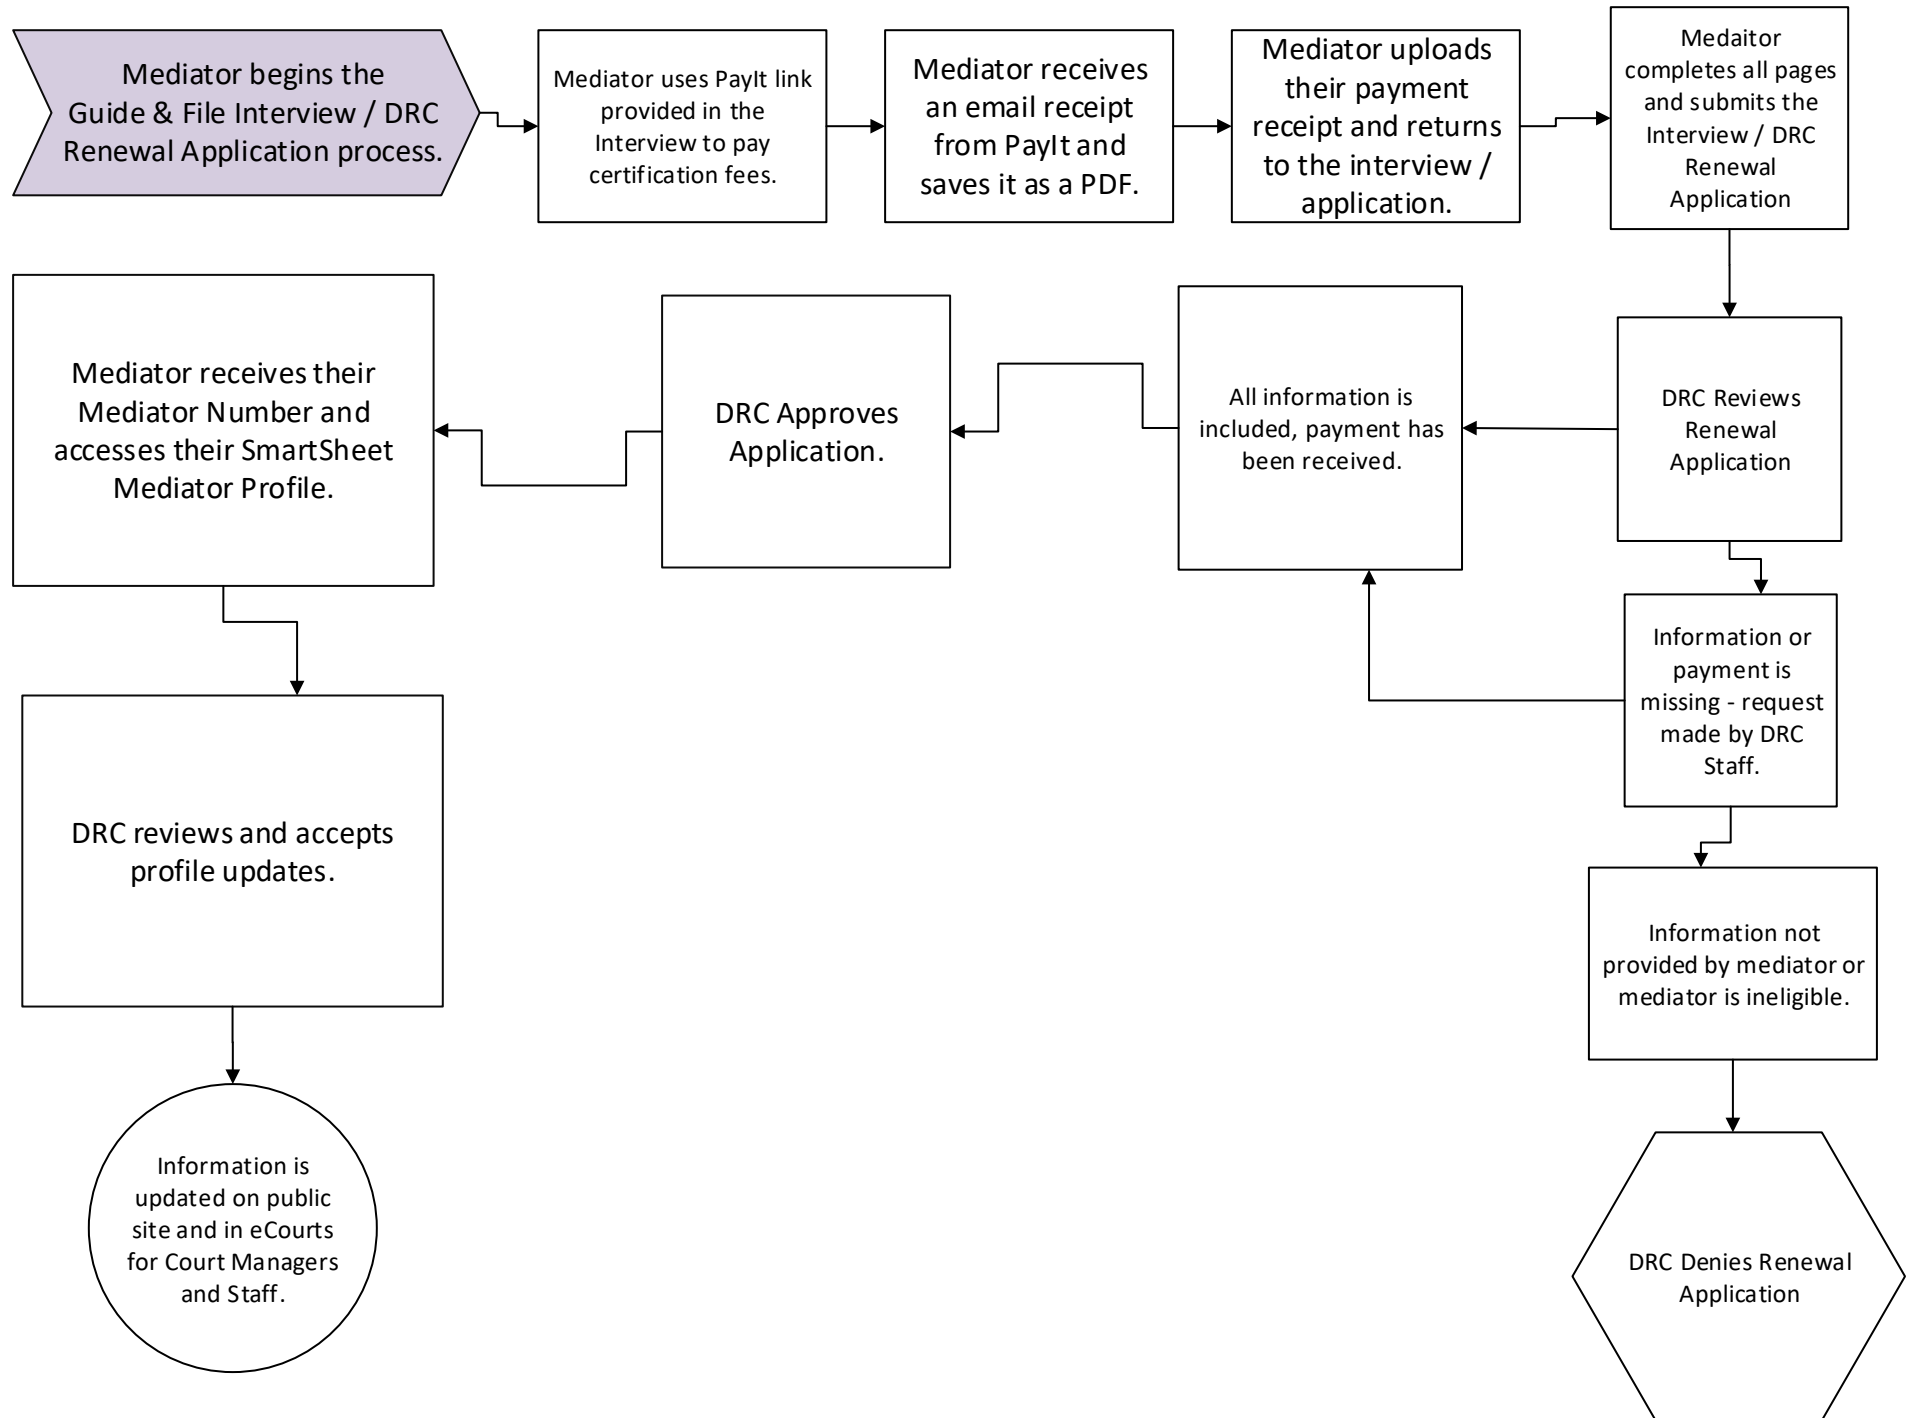 Mediator begins the
Guide & File Interview / DRC
Renewal Application process.
Mediator uses PayIt link
provided in the
Interview to pay
certification fees.
Mediator receives
an email receipt
from PayIt and
saves it as a PDF.
Mediator uploads
their payment
receipt and returns
to the interview /
application.
Medaitor
completes all pages
and submits the
Interview / DRC
Renewal
Application
DRC Reviews
Renewal
Application
All information is
included, payment has
been received.
DRC Approves
Application.
Mediator receives their
Mediator Number and
accesses their SmartSheet
Mediator Profile.
Information or
payment is
missing - request
made by DRC
Staff.
DRC reviews and accepts
profile updates.
Information not
provided by mediator or
mediator is ineligible.
Information is
updated on public
site and in eCourts
for Court Managers
and Staff.
DRC Denies Renewal
Application